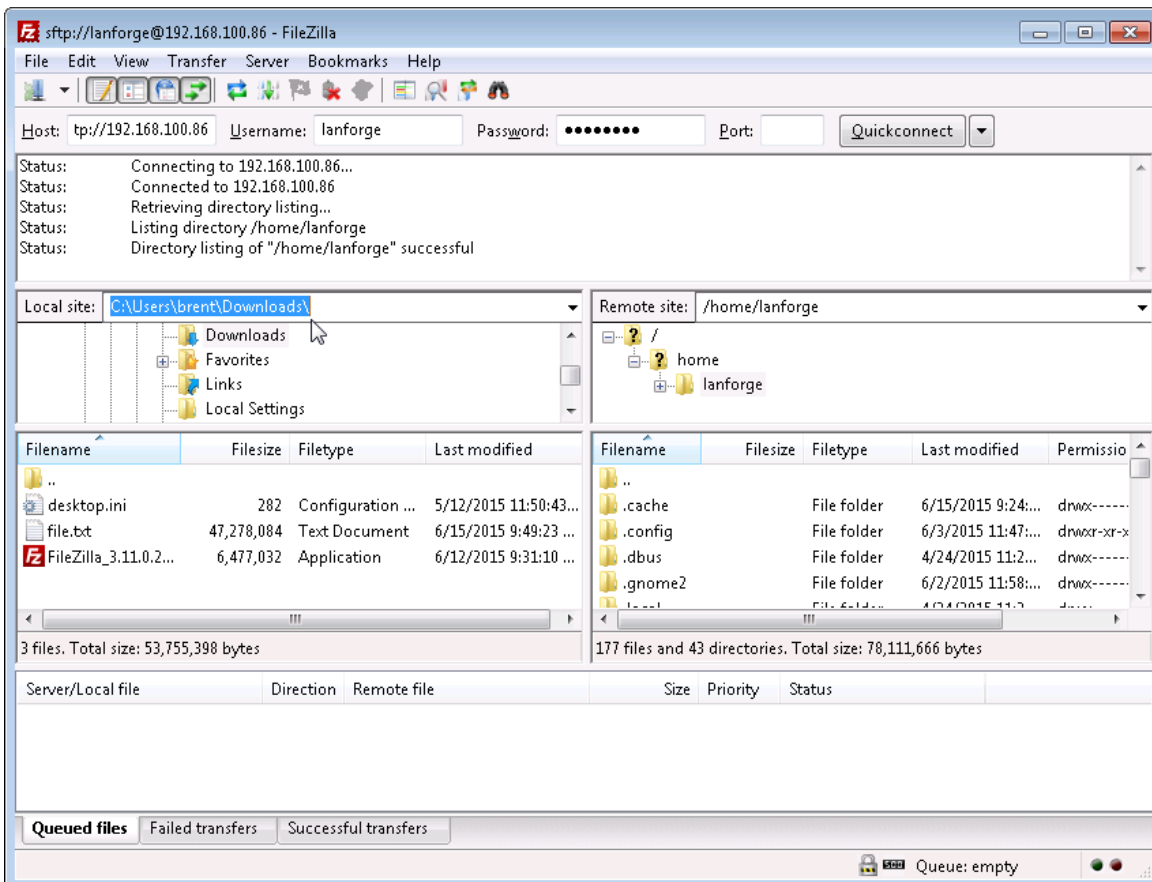 sftp://lanforge@192.168.100.86 - FileZilla
File Edit View Transfer Server Bookmarks Help
Host: tp://192.168.100.86 Username: lanforge Password: ●●●●●●●● Port: Quickconnect
Status: Connecting to 192.168.100.86...
Status: Connected to 192.168.100.86
Status: Retrieving directory listing...
Status: Listing directory /home/lanforge
Status: Directory listing of "/home/lanforge" successful
Local site: C:\Users\brent\Downloads\
Downloads
Favorites
Links
Local Settings
Remote site: /home/lanforge
/
home
lanforge
Filename Filesize Filetype Last modified
..
desktop.ini 282 Configuration ... 5/12/2015 11:50:43...
file.txt 47,278,084 Text Document 6/15/2015 9:49:23 ...
FileZilla_3.11.0.2... 6,477,032 Application 6/12/2015 9:31:10 ...
3 files. Total size: 53,755,398 bytes
Filename Filesize Filetype Last modified Permissio
..
.cache File folder 6/15/2015 9:24:... drwx------
.config File folder 6/3/2015 11:47:... drwxr-xr-x
.dbus File folder 4/24/2015 11:2... drwx------
.gnome2 File folder 6/2/2015 11:58:... drwx------
177 files and 43 directories. Total size: 78,111,666 bytes
Server/Local file Direction Remote file Size Priority Status
Queued files Failed transfers Successful transfers
Queue: empty